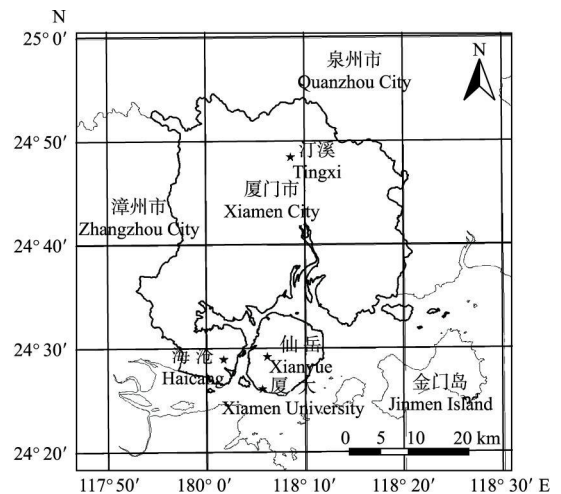 N
25° 0′
泉州市
Quanzhou City
N
24° 50′
汀溪
Tingxi
厦门市
Xiamen City
漳州市
Zhangzhou City
24° 40′
24° 30′
仙岳
Xianyue
海沧
Haicang
厦大
Xiamen University
金门岛
Jinmen Island
24° 20′
0 5 10 20 km
117° 50′ 180° 0′ 118° 10′ 118° 20′ 118° 30′ E